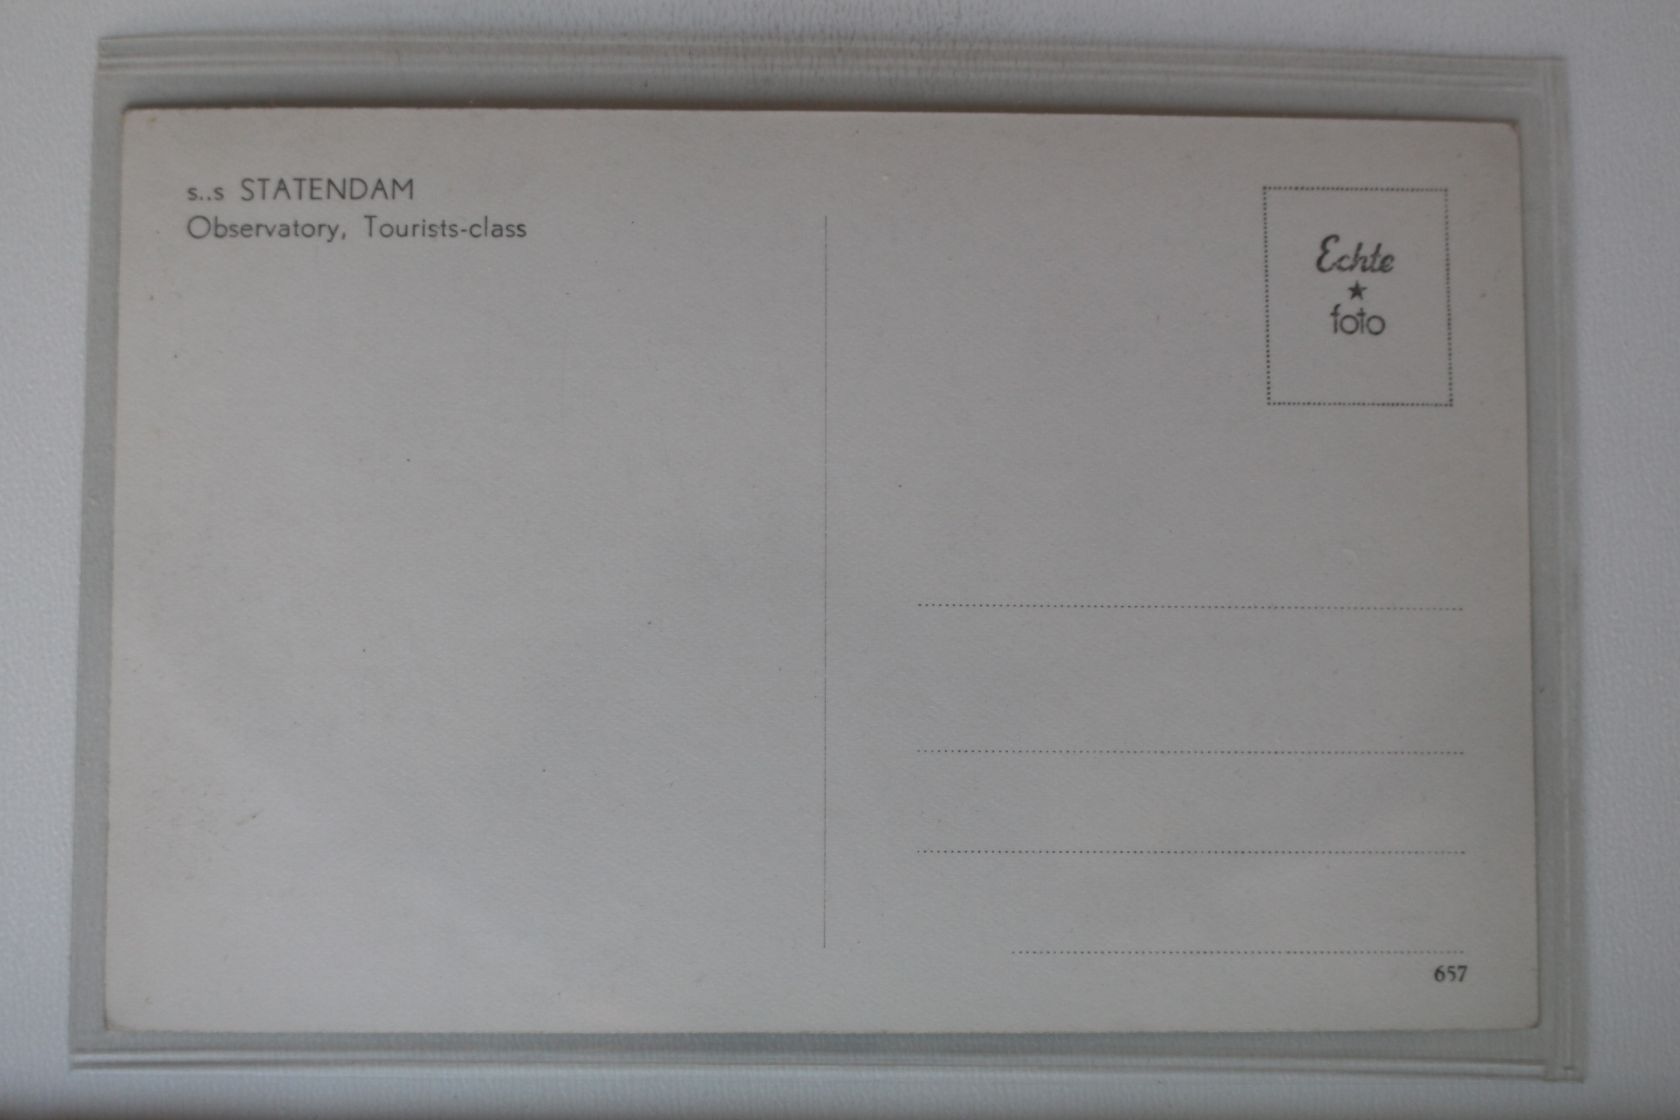 s..s STATENDAM
Observatory, Tourists-class
Echte
★
foto
657